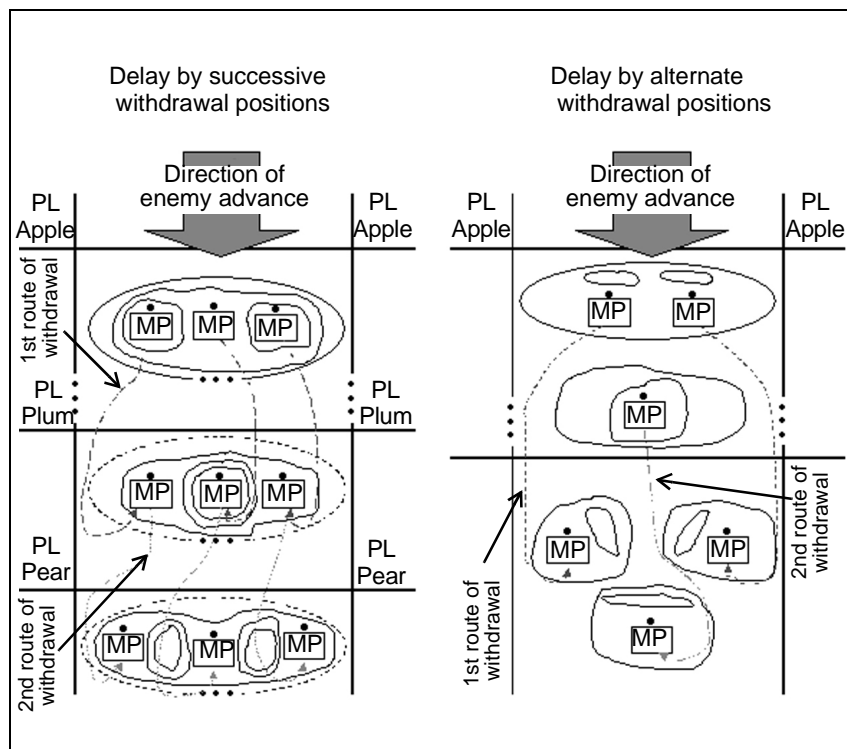 Delay by successive
withdrawal positions
Direction of
enemy advance
PL
Apple
PL
Apple
1st route of
withdrawal
MP
MP
MP
PL
Plum
PL
Plum
MP
MP
MP
PL
Pear
PL
Pear
2nd route of
withdrawal
MP
MP
MP
Delay by alternate
withdrawal positions
Direction of
enemy advance
PL
Apple
PL
Apple
MP
MP
MP
MP
MP
1st route of
withdrawal
2nd route of
withdrawal
MP